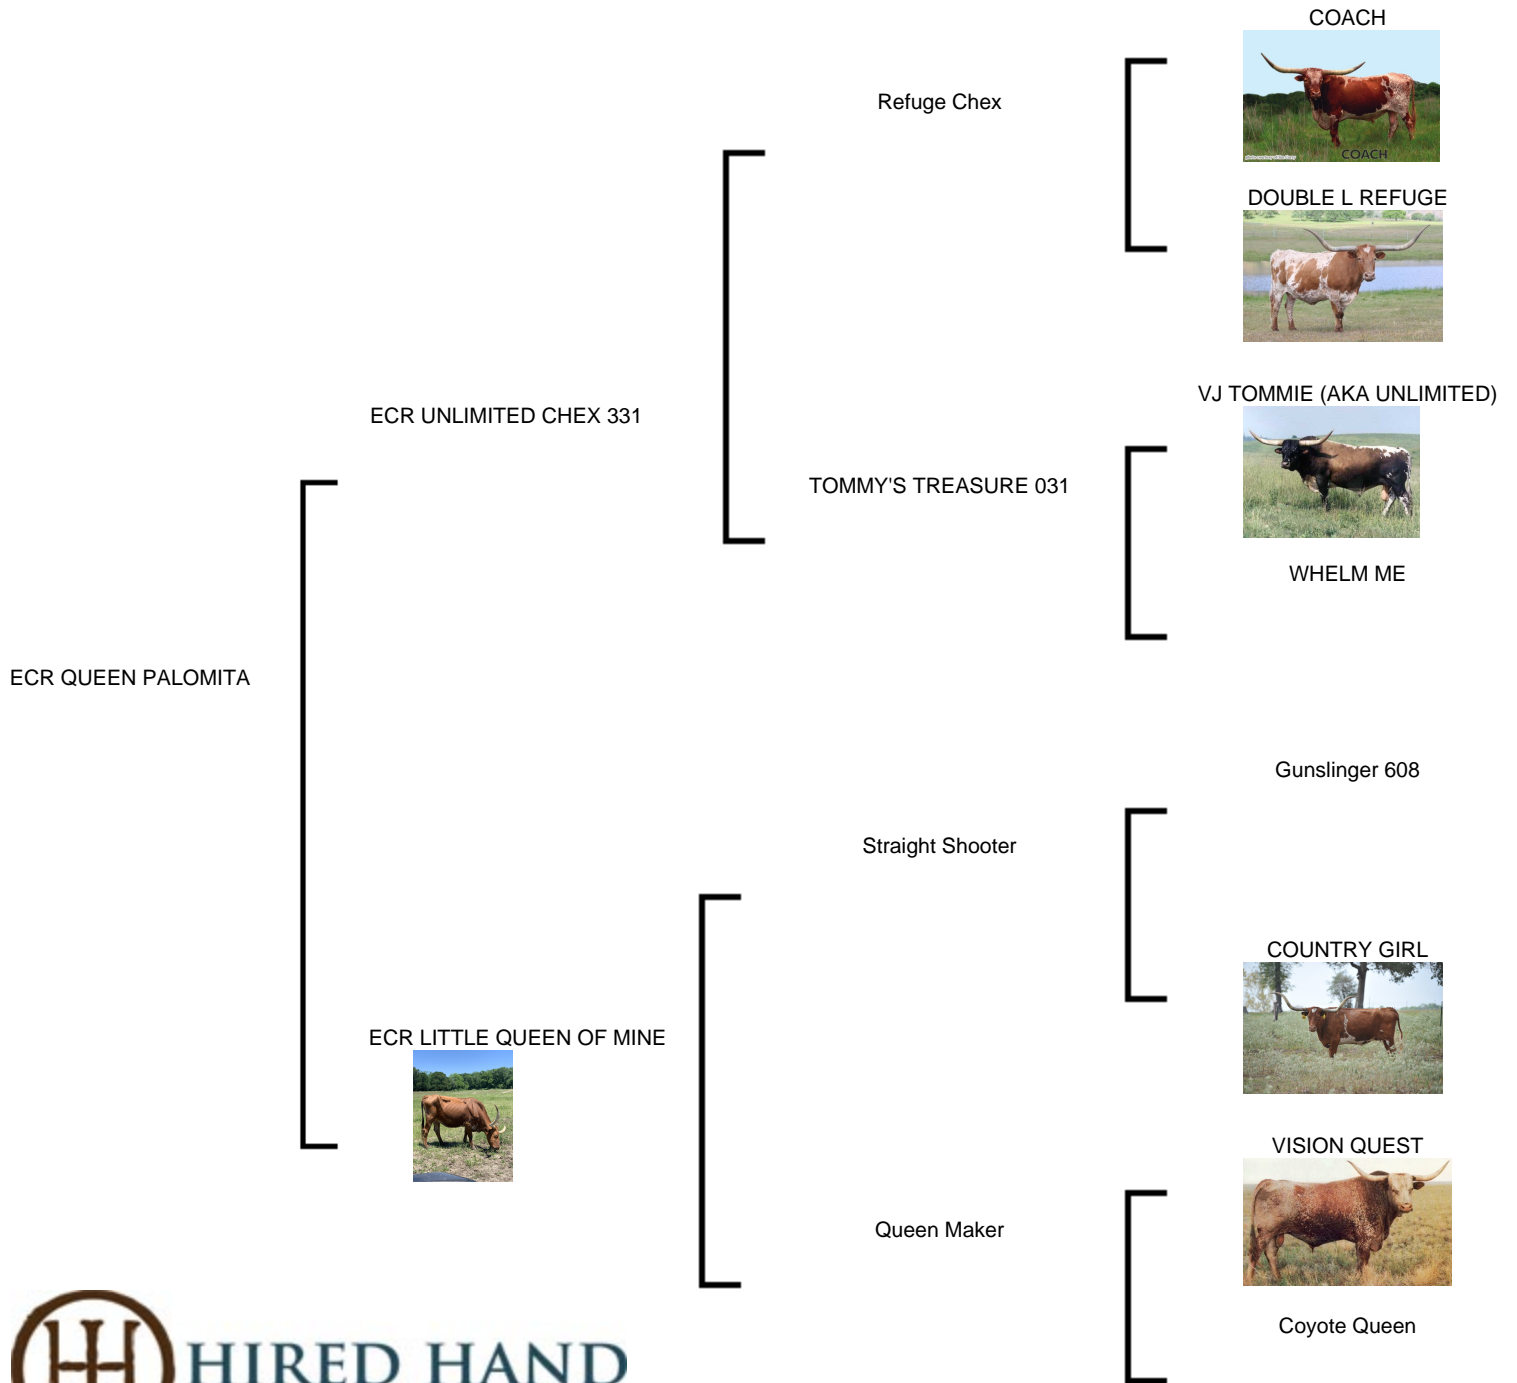 COACH
Refuge Chex
COACH
DOUBLE L REFUGE
VJ TOMMIE (AKA UNLIMITED)
ECR UNLIMITED CHEX 331
TOMMY'S TREASURE 031
WHELM ME
ECR QUEEN PALOMITA
Gunslinger 608
Straight Shooter
COUNTRY GIRL
ECR LITTLE QUEEN OF MINE
VISION QUEST
Queen Maker
Coyote Queen
HIRED HAND